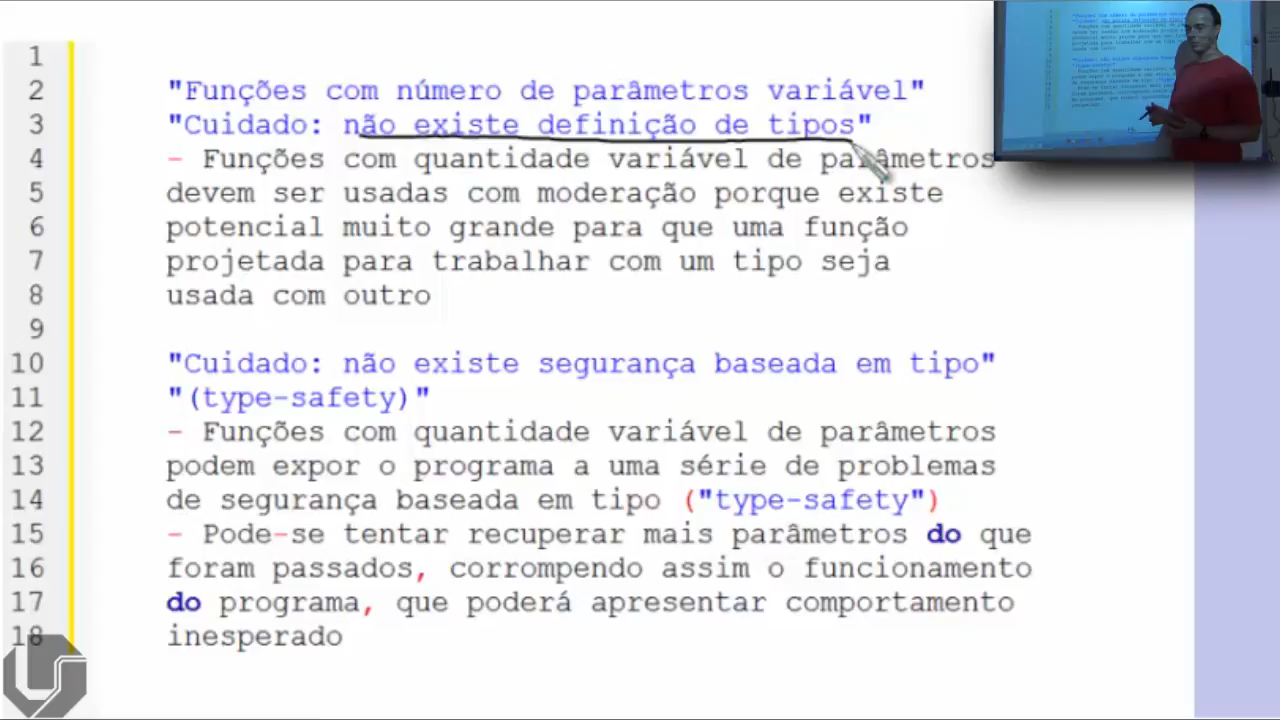 1
2 "Funções com número de parâmetros variável"
3 "Cuidado: não existe definição de tipos"
4 - Funções com quantidade variável de parâmetros
5 devem ser usadas com moderação porque existe
6 potencial muito grande para que uma função
7 projetada para trabalhar com um tipo seja
8 usada com outro
9
10 "Cuidado: não existe segurança baseada em tipo"
11 "(type-safety)"
12 - Funções com quantidade variável de parâmetros
13 podem expor o programa a uma série de problemas
14 de segurança baseada em tipo ("type-safety")
15 - Pode-se tentar recuperar mais parâmetros do que
16 foram passados, corrompendo assim o funcionamento
17 do programa, que poderá apresentar comportamento
18 inesperado